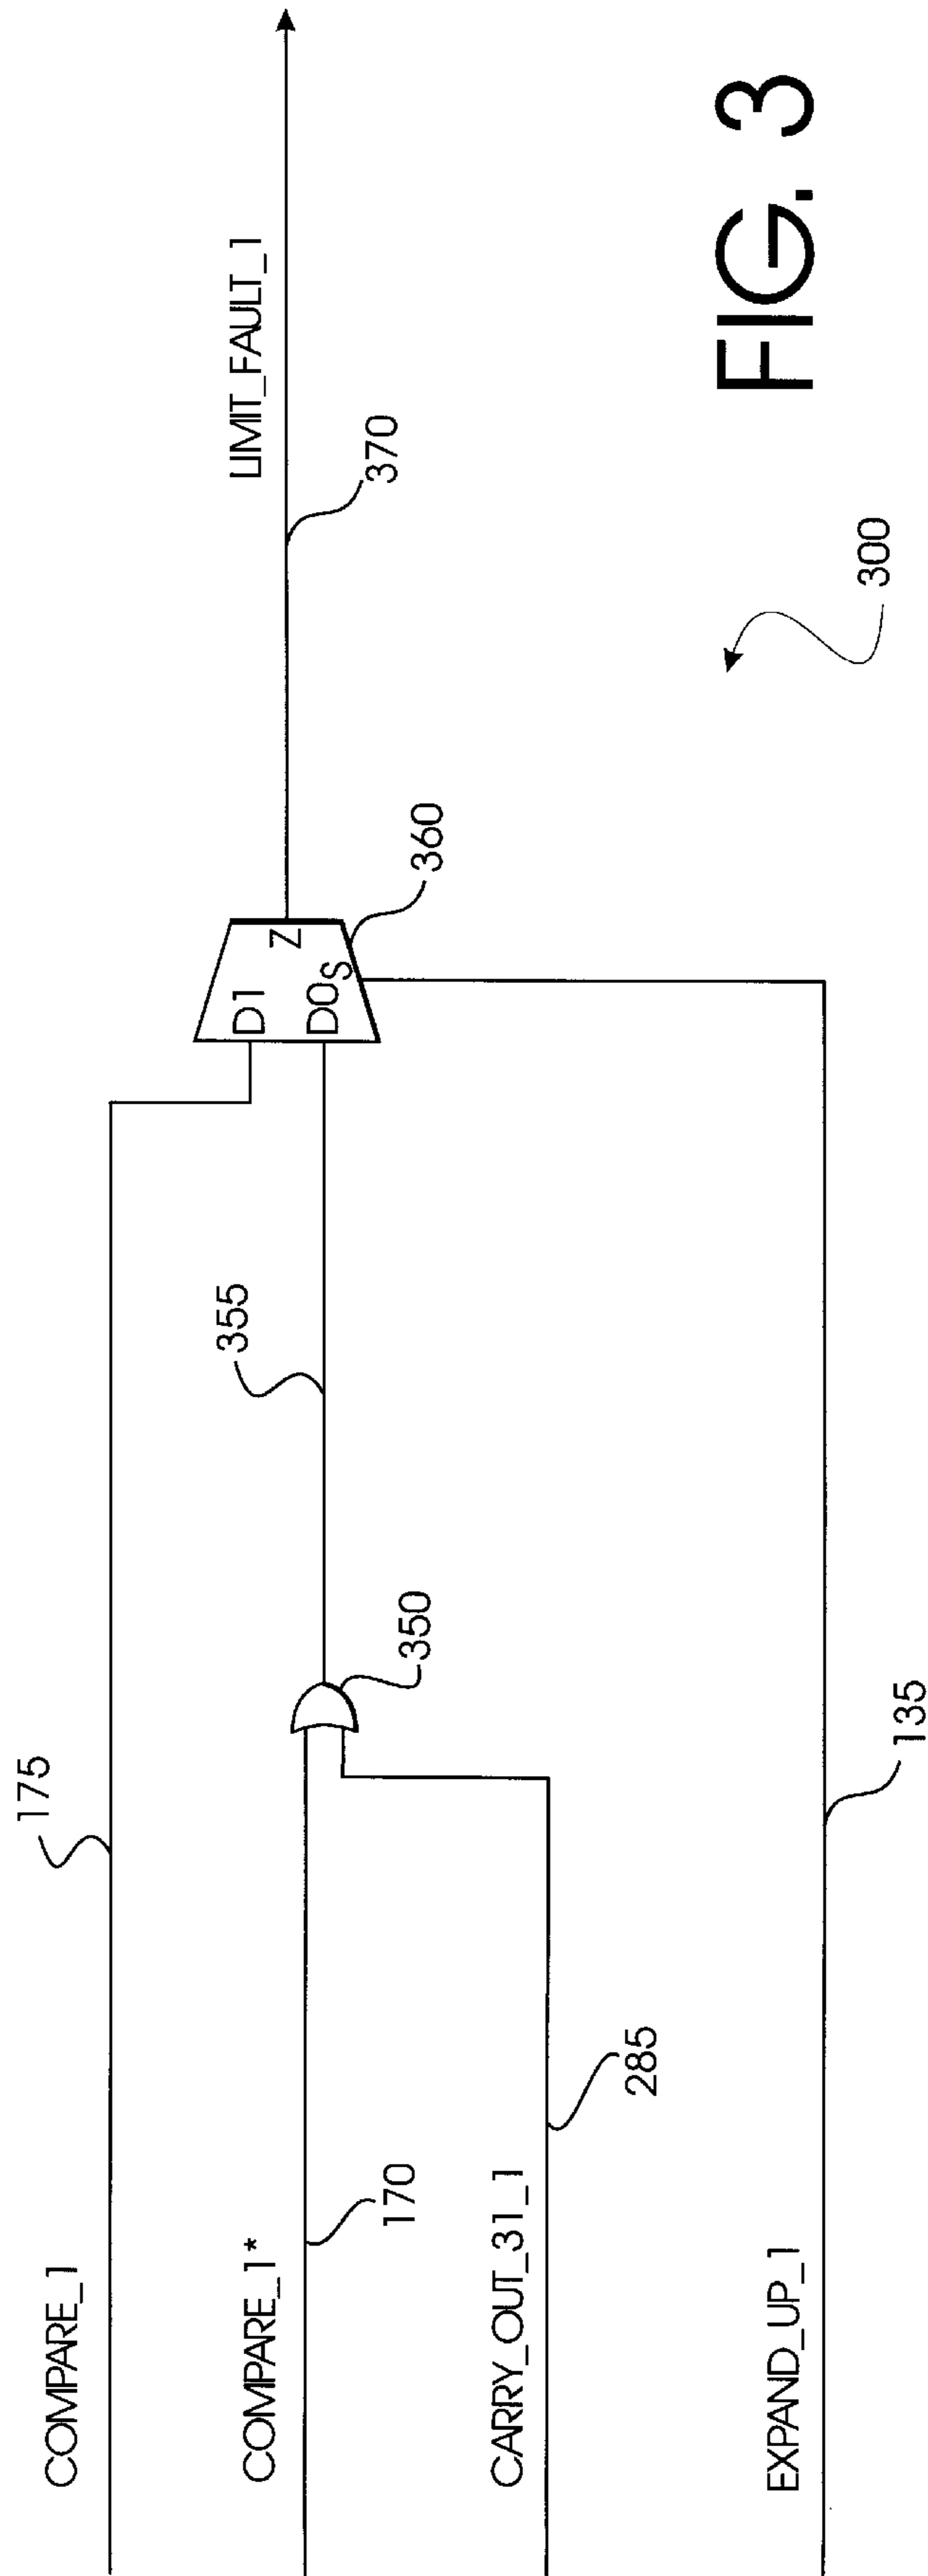 COMPARE_1
175
COMPARE_1*
170
CARRY_OUT_31_1
285
EXPAND_UP_1
135
350
355
D1
D0
S
Z
360
LIMIT_FAULT_1
370
300
FIG. 3